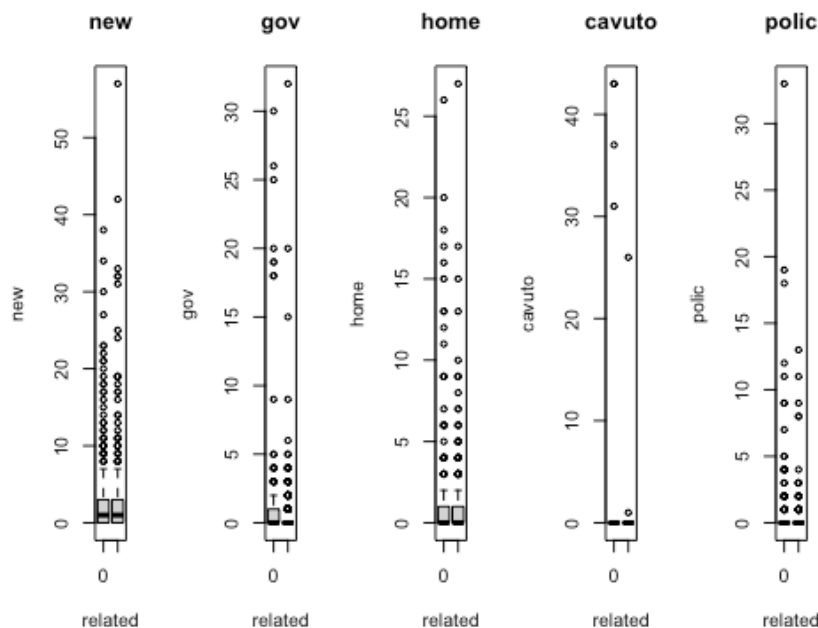 new gov home cavuto polic
new
0 10 20 30 40 50
gov
0 5 10 15 20 25 30
home
0 5 10 15 20 25
cavuto
0 10 20 30 40
polic
0 5 10 15 20 25 30
0 0 0 0 0
related related related related related